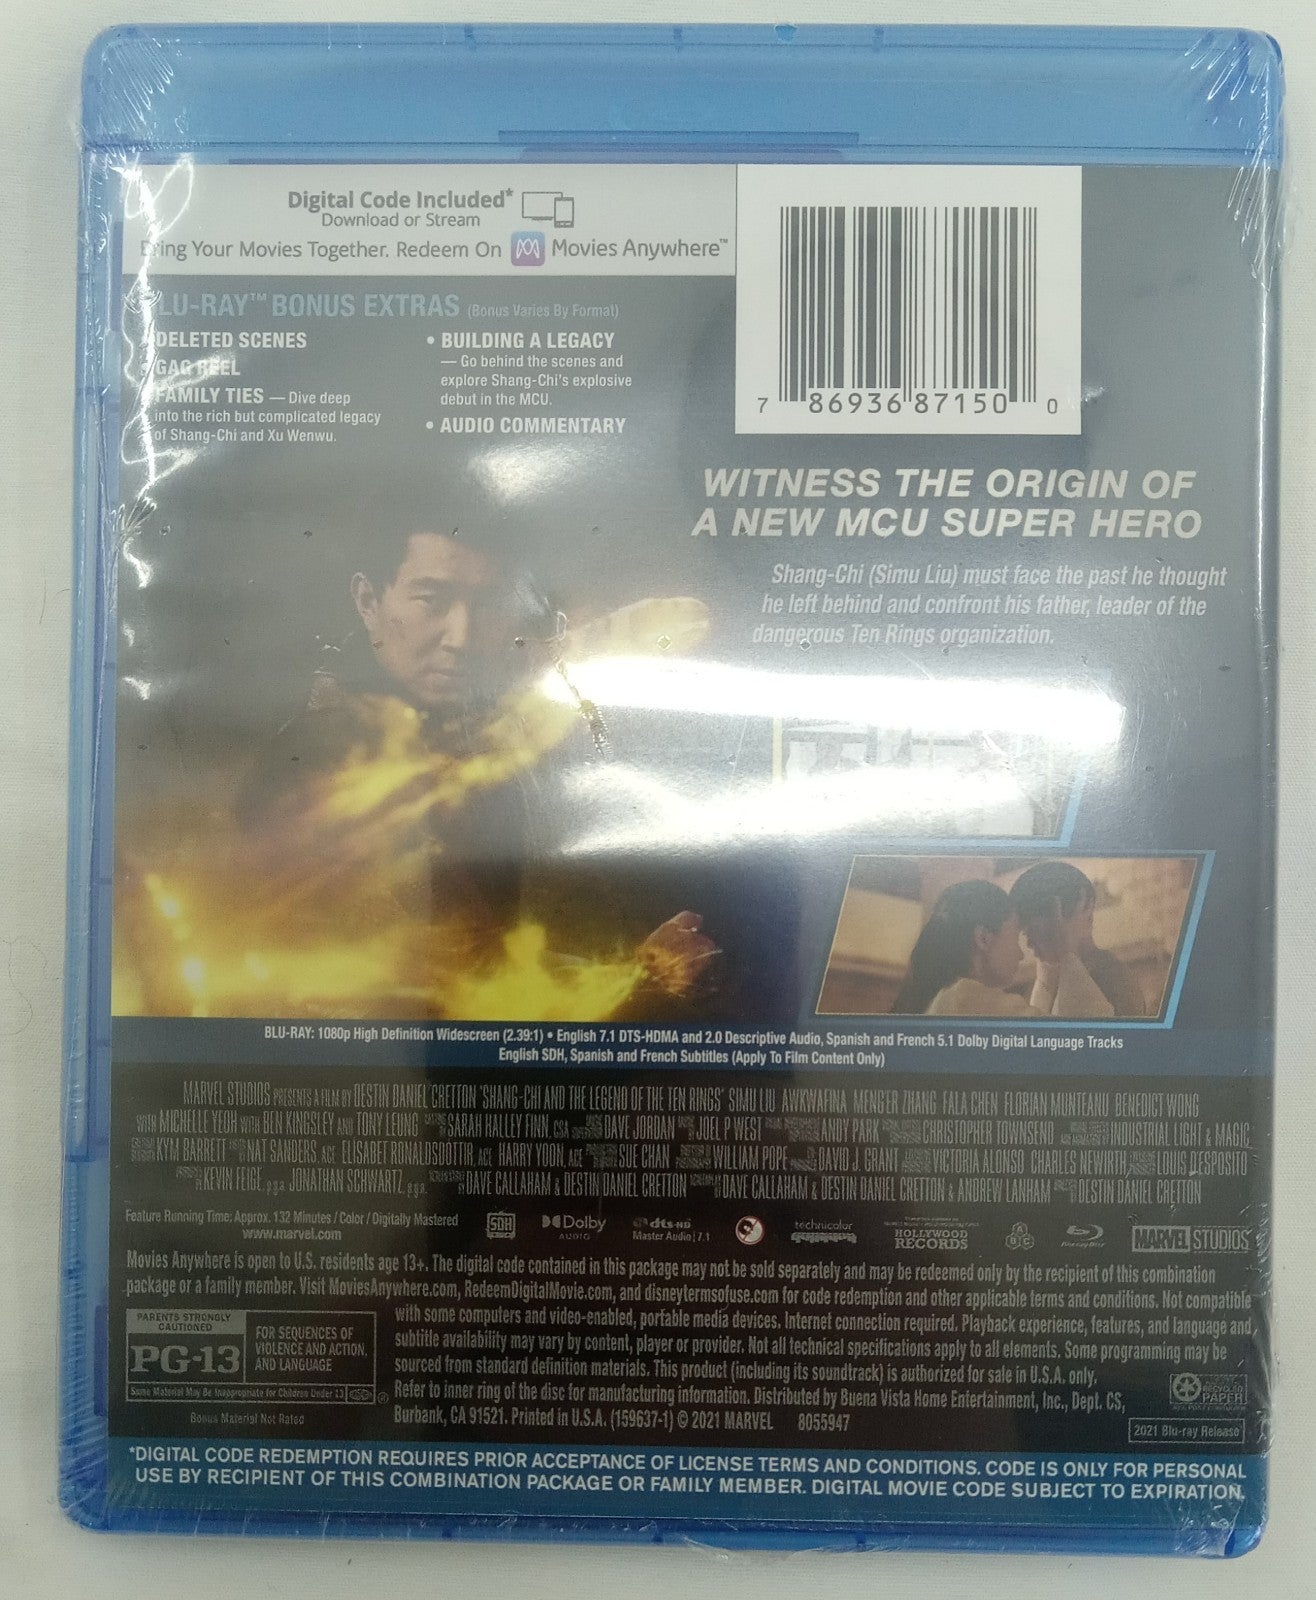 Digital Code Included*
Download or Stream
Bring Your Movies Together. Redeem On Movies Anywhere™
BLU-RAY™ BONUS EXTRAS (Bonus Varies By Format)
DELETED SCENES
GAG REEL
FAMILY TIES — Dive deep
into the rich but complicated legacy
of Shang-Chi and Xu Wenwu.
• BUILDING A LEGACY
— Go behind the scenes and
explore Shang-Chi's explosive
debut in the MCU.
• AUDIO COMMENTARY
7 86936 87150 0
WITNESS THE ORIGIN OF
A NEW MCU SUPER HERO
Shang-Chi (Simu Liu) must face the past he thought
he left behind and confront his father, leader of the
dangerous Ten Rings organization.
BLU-RAY: 1080p High Definition Widescreen (2.39:1) • English 7.1 DTS-HDMA and 2.0 Descriptive Audio, Spanish and French 5.1 Dolby Digital Language Tracks
English SDH, Spanish and French Subtitles (Apply To Film Content Only)
MARVEL STUDIOS PRESENTS A FILM BY DESTIN DANIEL CRETTON "SHANG-CHI AND THE LEGEND OF THE TEN RINGS" SIMU LIU AWKWAFINA MENG'ER ZHANG FALA CHEN FLORIAN MUNTEANU BENEDICT WONG
WITH MICHELLE YEOH WITH BEN KINGSLEY AND TONY LEUNG SARAH HALLEY FINN, CSA DAVE JORDAN JOEL P WEST ANDY PARK CHRISTOPHER TOWNSEND INDUSTRIAL LIGHT & MAGIC
KYM BARRETT NAT SANDERS, ACE ELÍSABET RONALDSDÓTTIR, ACE HARRY YOON, ACE SUE CHAN WILLIAM POPE DAVID J. GRANT VICTORIA ALONSO CHARLES NEWIRTH LOUIS D'ESPOSITO
KEVIN FEIGE, p.g.a. JONATHAN SCHWARTZ, p.g.a. DAVE CALLAHAM & DESTIN DANIEL CRETTON DAVE CALLAHAM & DESTIN DANIEL CRETTON & ANDREW LANHAM DESTIN DANIEL CRETTON
Feature Running Time: Approx. 132 Minutes / Color / Digitally Mastered
www.marvel.com
SDH
Dolby
AUDIO
dts-HD
Master Audio | 7.1
technicolor
HOLLYWOOD
RECORDS
Blu-ray Disc
MARVEL STUDIOS
Movies Anywhere is open to U.S. residents age 13+. The digital code contained in this package may not be sold separately and may be redeemed only by the recipient of this combination
package or a family member. Visit MoviesAnywhere.com, RedeemDigitalMovie.com, and disneytermsofuse.com for code redemption and other applicable terms and conditions. Not compatible
with some computers and video-enabled, portable media devices. Internet connection required. Playback experience, features, and language and
subtitle availability may vary by content, player or provider. Not all technical specifications apply to all elements. Some programming may be
sourced from standard definition materials. This product (including its soundtrack) is authorized for sale in U.S.A. only.
Refer to inner ring of the disc for manufacturing information. Distributed by Buena Vista Home Entertainment, Inc., Dept. CS,
Burbank, CA 91521. Printed in U.S.A. (159637-1) © 2021 MARVEL 8055947
PARENTS STRONGLY CAUTIONED
PG-13
FOR SEQUENCES OF
VIOLENCE AND ACTION,
AND LANGUAGE
Some Material May Be Inappropriate for Children Under 13
®
Bonus Material Not Rated
RECYCLED
PAPER
2021 Blu-ray Release
*DIGITAL CODE REDEMPTION REQUIRES PRIOR ACCEPTANCE OF LICENSE TERMS AND CONDITIONS. CODE IS ONLY FOR PERSONAL
USE BY RECIPIENT OF THIS COMBINATION PACKAGE OR FAMILY MEMBER. DIGITAL MOVIE CODE SUBJECT TO EXPIRATION.